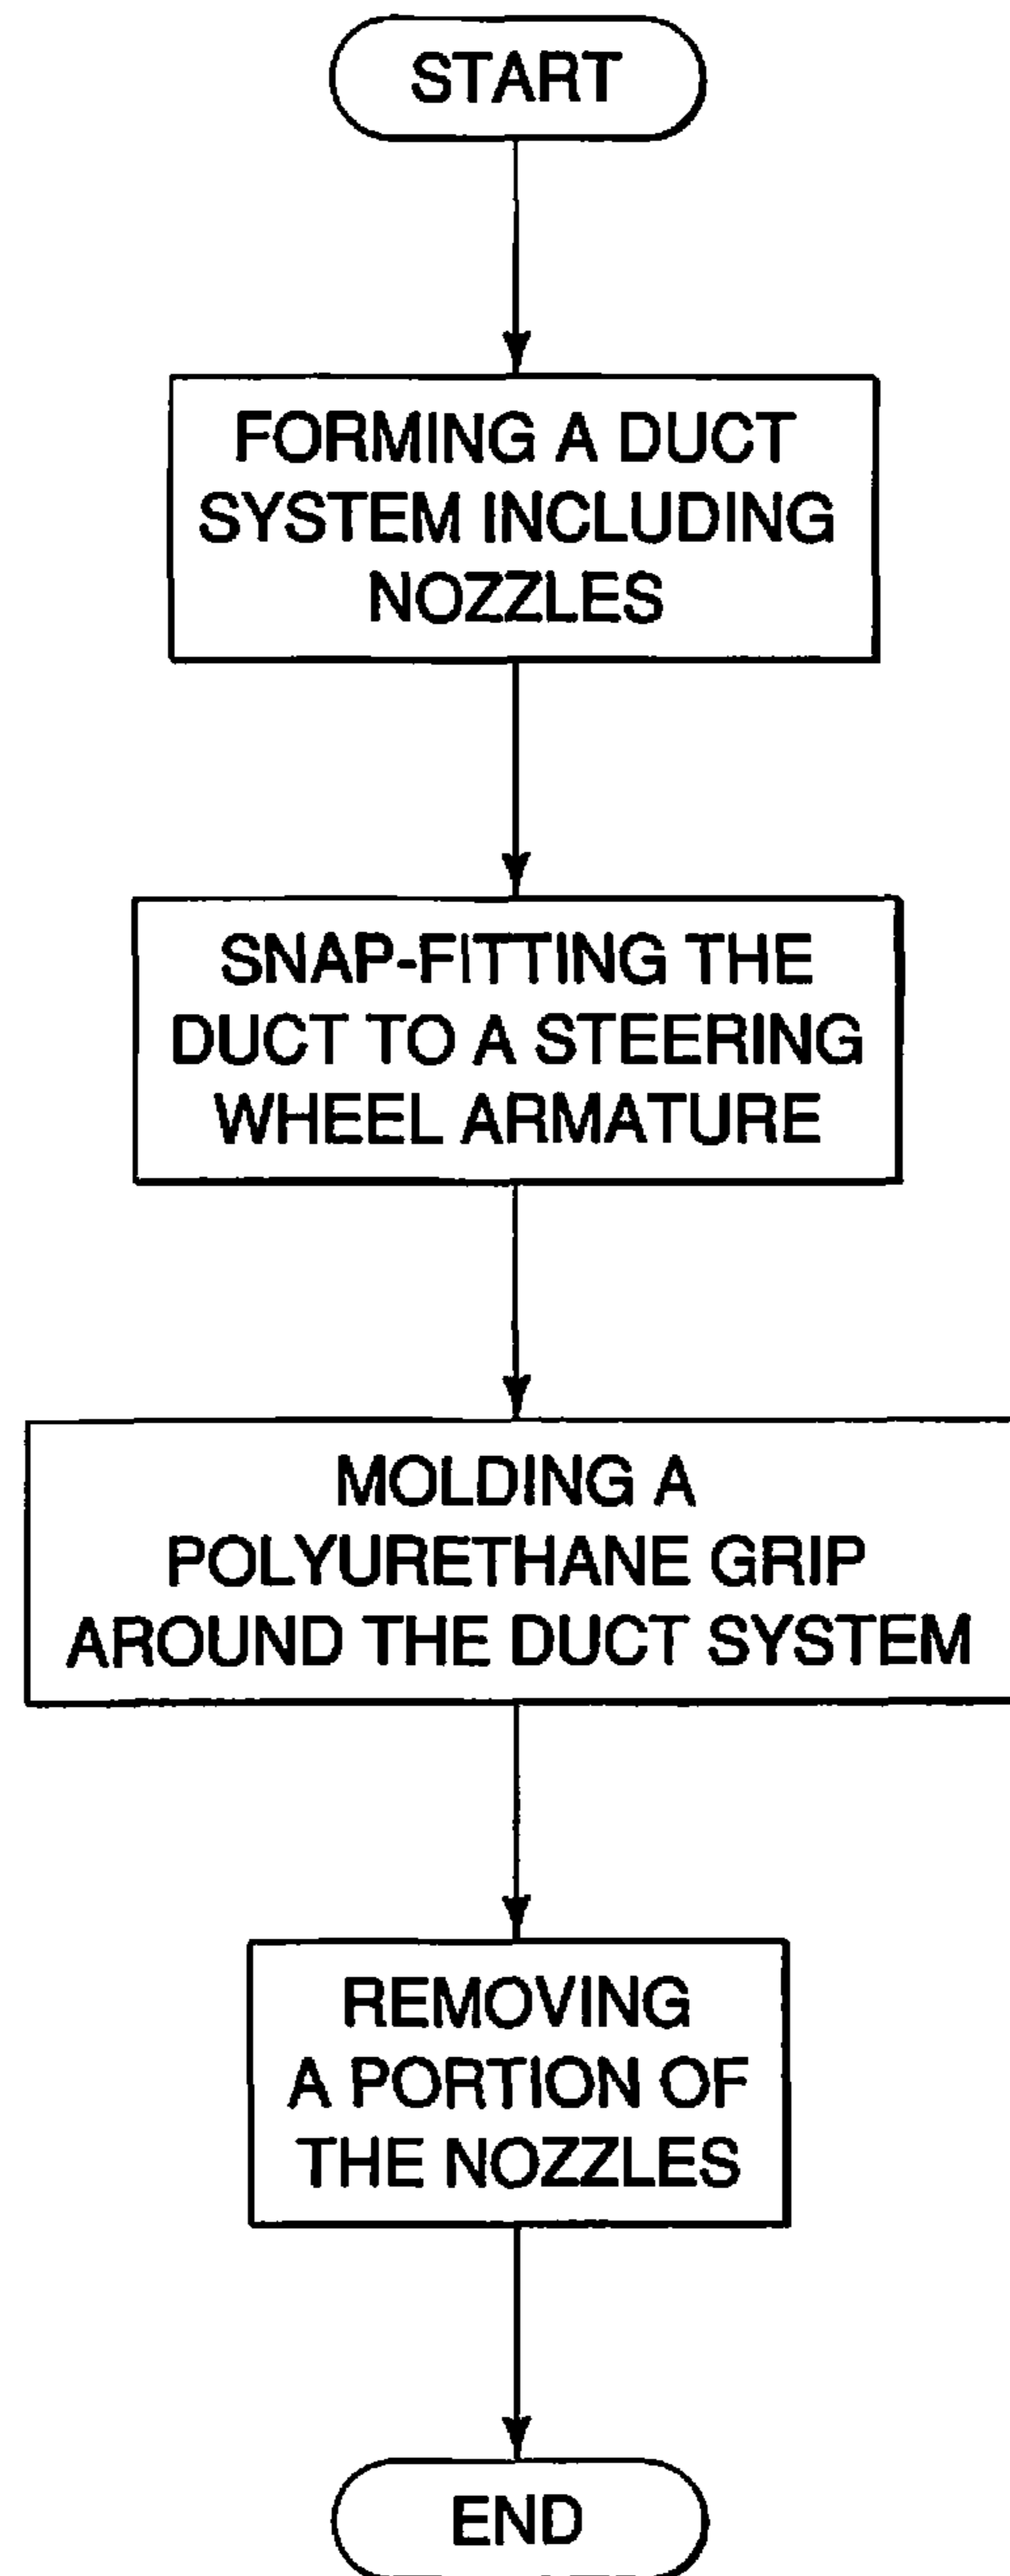 START
FORMING A DUCT
SYSTEM INCLUDING
NOZZLES
SNAP-FITTING THE
DUCT TO A STEERING
WHEEL ARMATURE
MOLDING A
POLYURETHANE GRIP
AROUND THE DUCT SYSTEM
REMOVING
A PORTION OF
THE NOZZLES
END